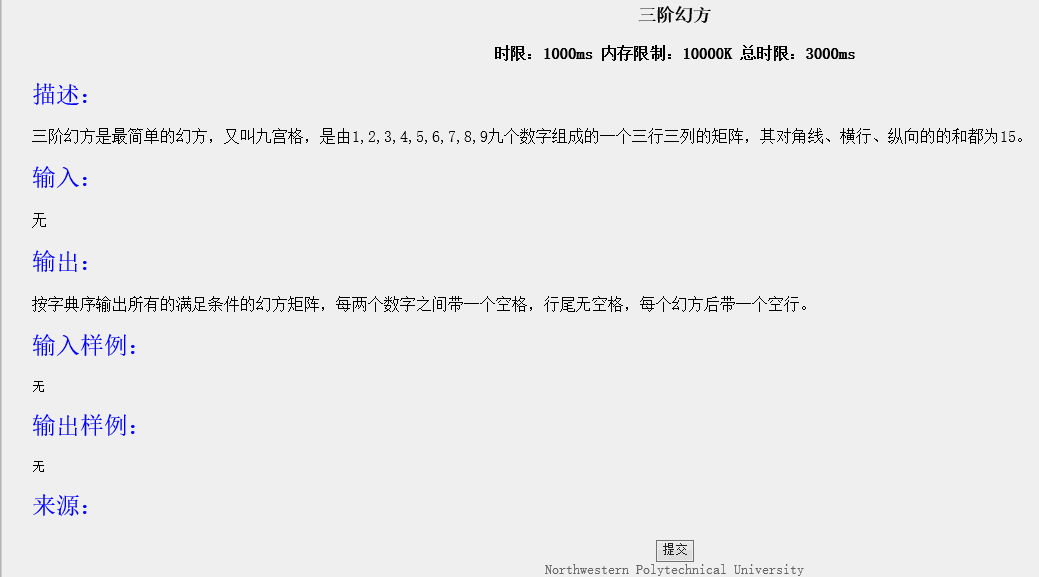 三阶幻方
时限：1000ms 内存限制：10000K 总时限：3000ms
描述：
三阶幻方是最简单的幻方，又叫九宫格，是由1,2,3,4,5,6,7,8,9九个数字组成的一个三行三列的矩阵，其对角线、横行、纵向的的和都为15。
输入：
无
输出：
按字典序输出所有的满足条件的幻方矩阵，每两个数字之间带一个空格，行尾无空格，每个幻方后带一个空行。
输入样例：
无
输出样例：
无
来源：
提交
Northwestern Polytechnical University